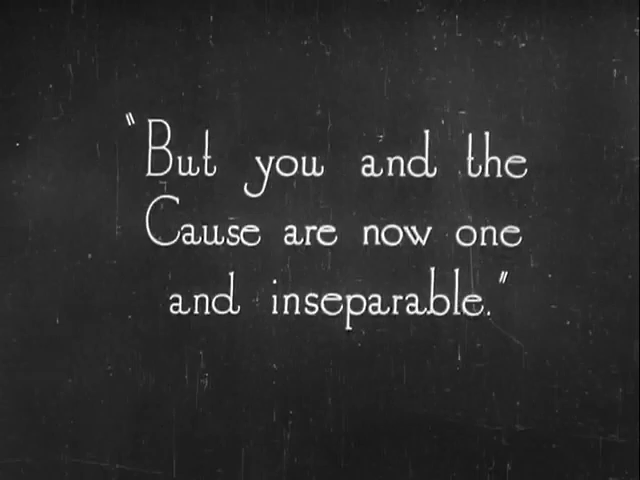 "But you and the
Cause are now one
and inseparable."